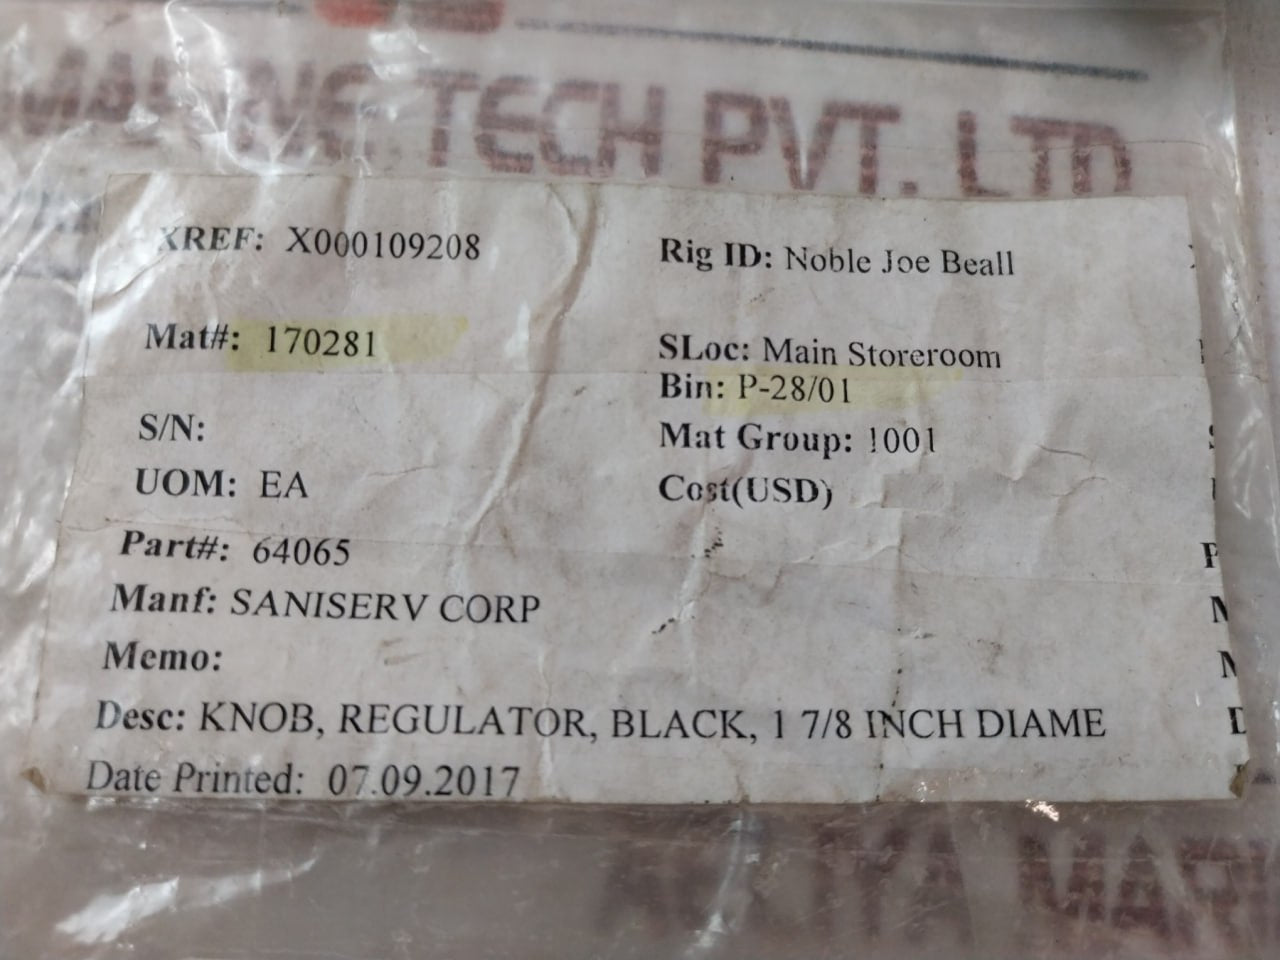 TECH PVT. LTD
XREF: X000109208
Rig ID: Noble Joe Beall
Mat#: 170281
SLoc: Main Storeroom
Bin: P-28/01
S/N:
Mat Group: 1001
UOM: EA
Cost(USD)
Part#: 64065
Manf: SANISERV CORP
Memo:
Desc: KNOB, REGULATOR, BLACK, 1 7/8 INCH DIAME
Date Printed: 07.09.2017